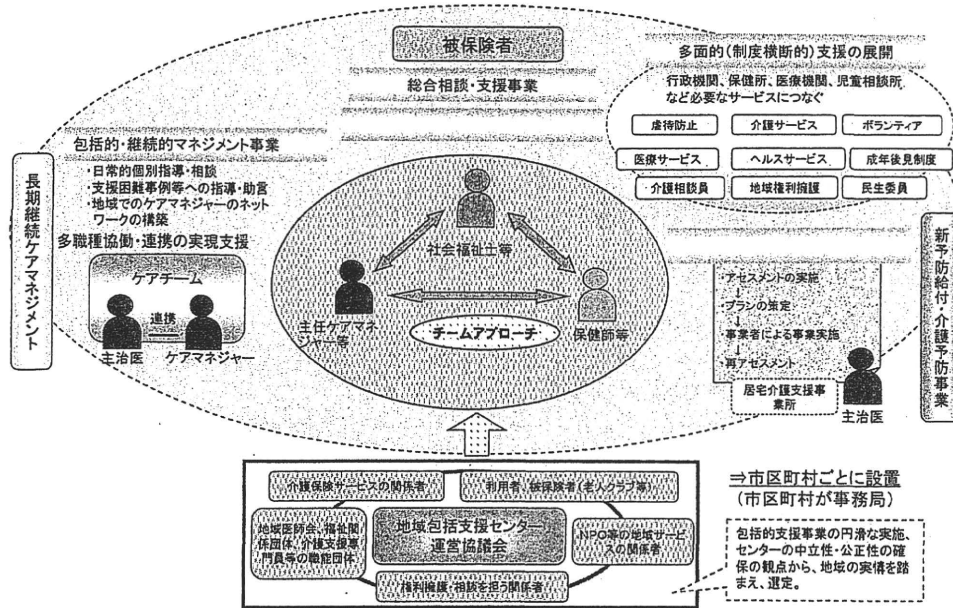 被保険者
総合相談・支援事業
多面的(制度横断的)支援の展開
行政機関、保健所、医療機関、児童相談所
など必要なサービスにつなぐ
虐待防止
介護サービス
ボランティア
医療サービス
ヘルスサービス
成年後見制度
介護相談員
地域権利擁護
民生委員
包括的・継続的マネジメント事業
・日常的個別指導・相談
・支援困難事例等への指導・助言
・地域でのケアマネジャーのネット
ワークの構築
多職種協働・連携の実現支援
ケアチーム
連携
主治医
ケアマネジャー
長期継続ケアマネジメント
社会福祉士等
主任ケアマネ
ジャー等
保健師等
チームアプローチ
・アセスメントの実施
↓
・プランの策定
↓
・事業者による事業実施
↓
・再アセスメント
居宅介護支援事
業所
主治医
新予防給付・介護予防事業
介護保険サービスの関係者
利用者、被保険者(老人クラブ等)
地域医師会、福祉関
係団体、介護支援専
門員等の職能団体
地域包括支援センター
運営協議会
NPO等の地域サービ
スの関係者
権利擁護・相談を担う関係者
⇒市区町村ごとに設置
(市区町村が事務局)
包括的支援事業の円滑な実施、
センターの中立性・公正性の確
保の観点から、地域の実情を踏
まえ、選定。